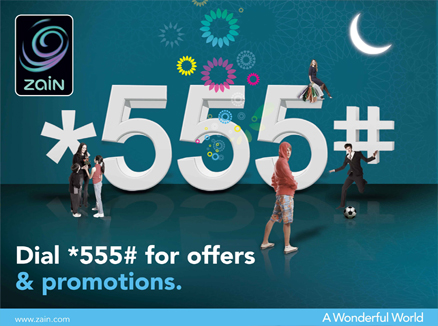 ZaiN
*555#
Dial *555# for offers
& promotions.
www.zain.com
A Wonderful World